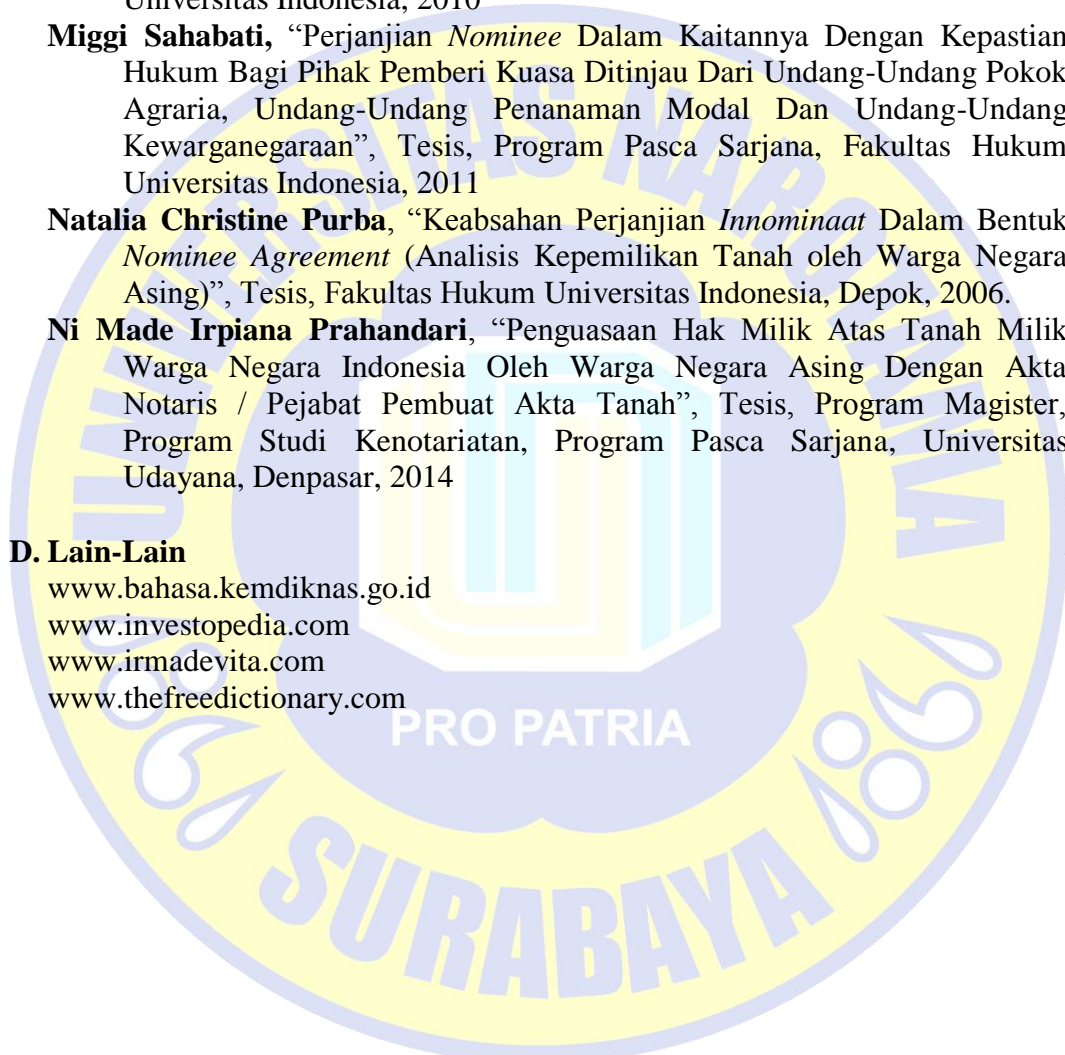 Universitas Indonesia, 2010
Miggi Sahabati, “Perjanjian Nominee Dalam Kaitannya Dengan Kepastian
Hukum Bagi Pihak Pemberi Kuasa Ditinjau Dari Undang-Undang Pokok
Agraria, Undang-Undang Penanaman Modal Dan Undang-Undang
Kewarganegaraan”, Tesis, Program Pasca Sarjana, Fakultas Hukum
Universitas Indonesia, 2011
Natalia Christine Purba, “Keabsahan Perjanjian Innominaat Dalam Bentuk
Nominee Agreement (Analisis Kepemilikan Tanah oleh Warga Negara
Asing)”, Tesis, Fakultas Hukum Universitas Indonesia, Depok, 2006.
Ni Made Irpiana Prahandari, “Penguasaan Hak Milik Atas Tanah Milik
Warga Negara Indonesia Oleh Warga Negara Asing Dengan Akta
Notaris / Pejabat Pembuat Akta Tanah”, Tesis, Program Magister,
Program Studi Kenotariatan, Program Pasca Sarjana, Universitas
Udayana, Denpasar, 2014
D. Lain-Lain
www.bahasa.kemdiknas.go.id
www.investopedia.com
www.irmadevita.com
www.thefreedictionary.com
UNIVERSITAS NAROTAMA
PRO PATRIA
SURABAYA